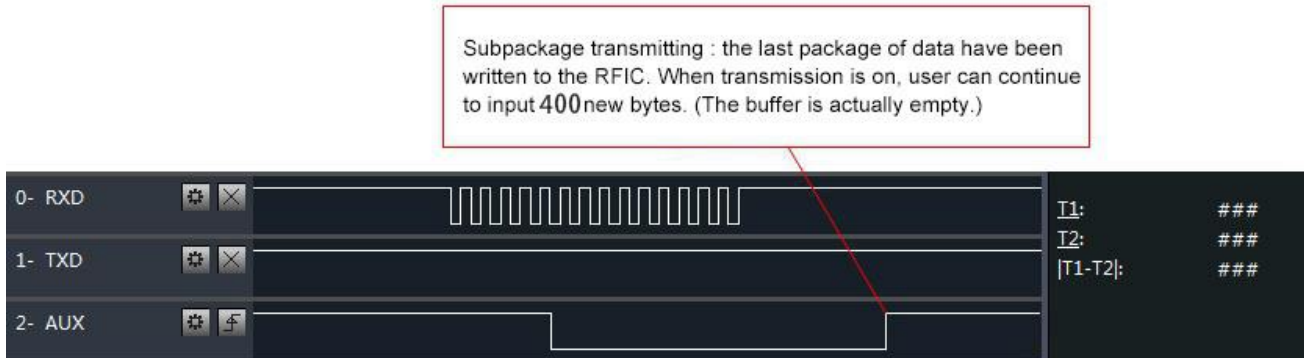 Subpackage transmitting : the last package of data have been
written to the RFIC. When transmission is on, user can continue
to input 400 new bytes. (The buffer is actually empty.)
0- RXD
1- TXD
2- AUX
T1: ###
T2: ###
|T1-T2|: ###